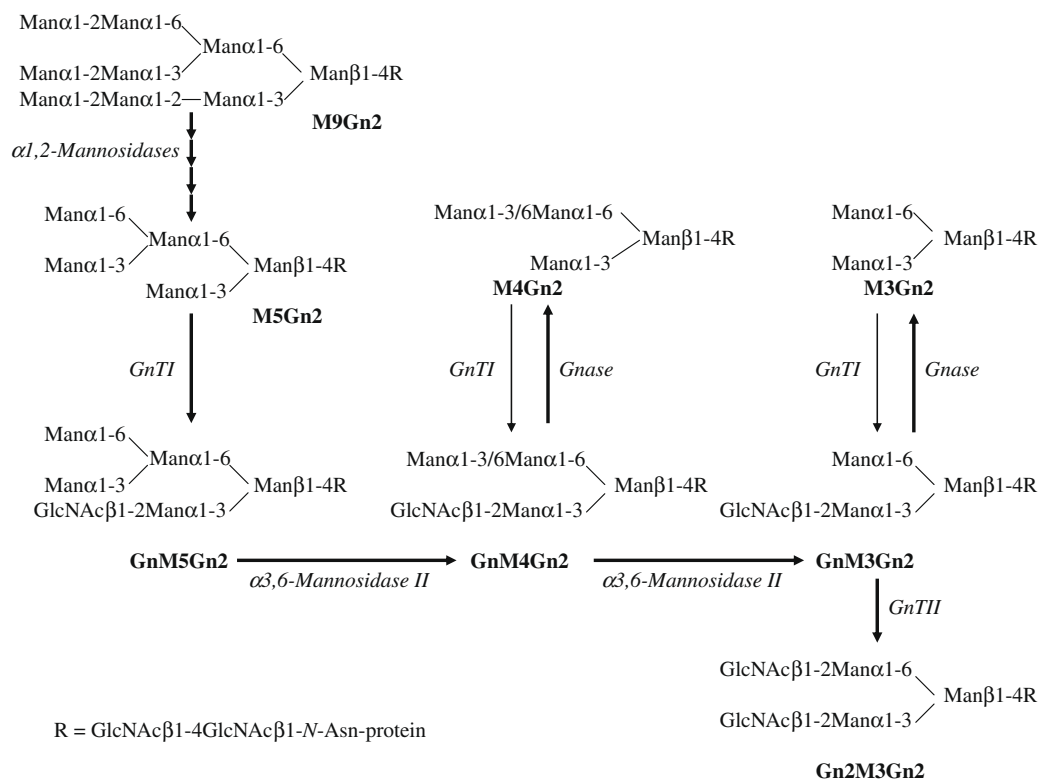 Manα1-2Manα1-6
Manα1-6
Manα1-2Manα1-3
Manβ1-4R
Manα1-2Manα1-2
Manα1-3
M9Gn2
α1,2-Mannosidases
Manα1-6
Manα1-6
Manα1-3
Manβ1-4R
Manα1-3
M5Gn2
Manα1-3/6Manα1-6
Manβ1-4R
Manα1-3
M4Gn2
Manα1-6
Manβ1-4R
Manα1-3
M3Gn2
GnTI
GnTI
Gnase
GnTI
Gnase
Manα1-6
Manα1-6
Manα1-3
Manβ1-4R
GlcNAcβ1-2Manα1-3
GnM5Gn2
Manα1-3/6Manα1-6
Manβ1-4R
GlcNAcβ1-2Manα1-3
GnM4Gn2
Manα1-6
Manβ1-4R
GlcNAcβ1-2Manα1-3
GnM3Gn2
α3,6-Mannosidase II
α3,6-Mannosidase II
GnTII
GlcNAcβ1-2Manα1-6
Manβ1-4R
GlcNAcβ1-2Manα1-3
Gn2M3Gn2
R = GlcNAcβ1-4GlcNAcβ1-N-Asn-protein